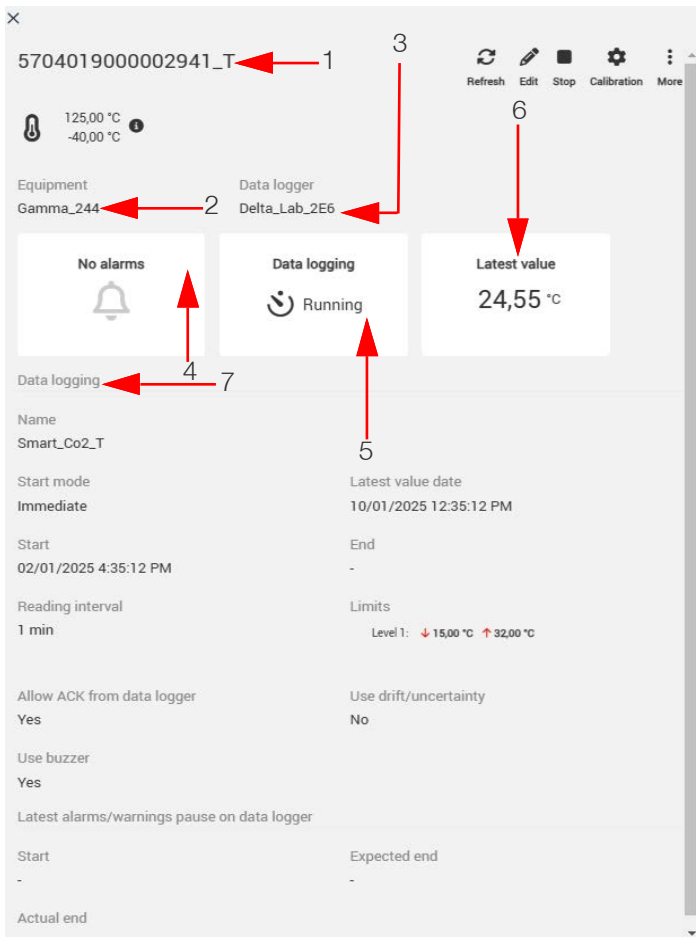 5704019000002941_T 1 3
Refresh Edit Stop Calibration More
125,00 °C
-40,00 °C
6
Equipment Data logger
Gamma_244 2 Delta_Lab_2E6
No alarms Data logging Latest value
Running 24,55 °C
4
Data logging 7
Name
Smart_Co2_T 5
Start mode Latest value date
Immediate 10/01/2025 12:35:12 PM
Start End
02/01/2025 4:35:12 PM -
Reading interval Limits
1 min Level 1: ↓ 15,00 °C ↑ 32,00 °C
Allow ACK from data logger Use drift/uncertainty
Yes No
Use buzzer
Yes
Latest alarms/warnings pause on data logger
Start Expected end
- -
Actual end